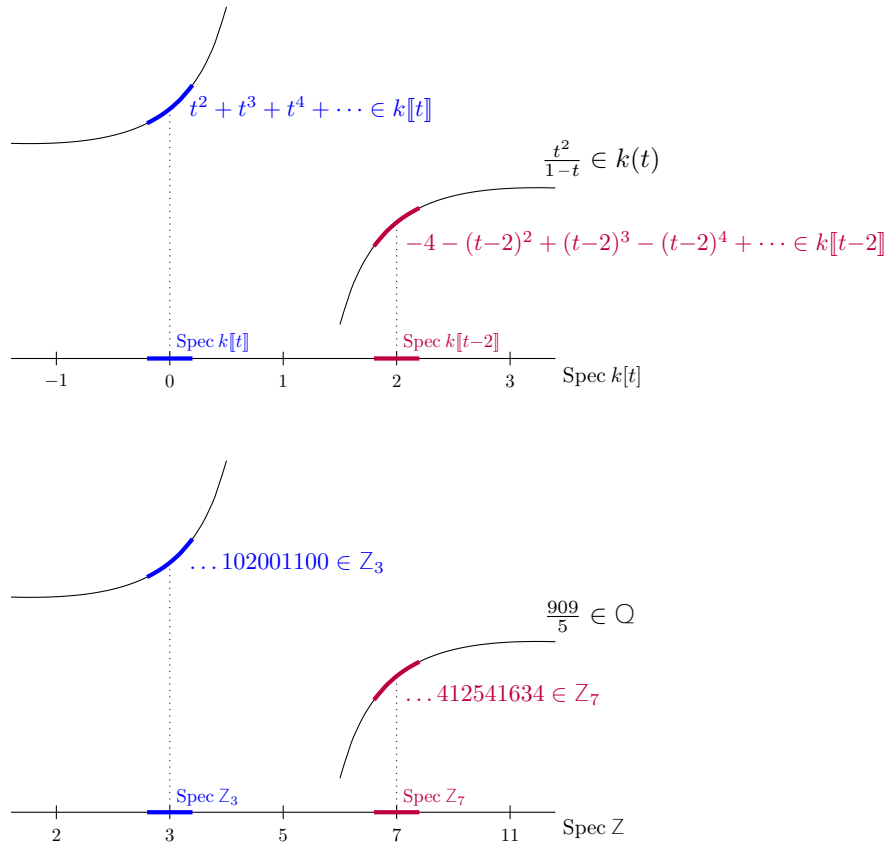 t² + t³ + t⁴ + ⋯ ∈ k⟦t⟧
t²/(1−t) ∈ k(t)
−4 − (t−2)² + (t−2)³ − (t−2)⁴ + ⋯ ∈ k⟦t−2⟧
Spec k⟦t⟧ Spec k⟦t−2⟧
−1 0 1 2 3 Spec k[t]
…102001100 ∈ ℤ₃
909/5 ∈ ℚ
…412541634 ∈ ℤ₇
Spec ℤ₃ Spec ℤ₇
2 3 5 7 11 Spec ℤ